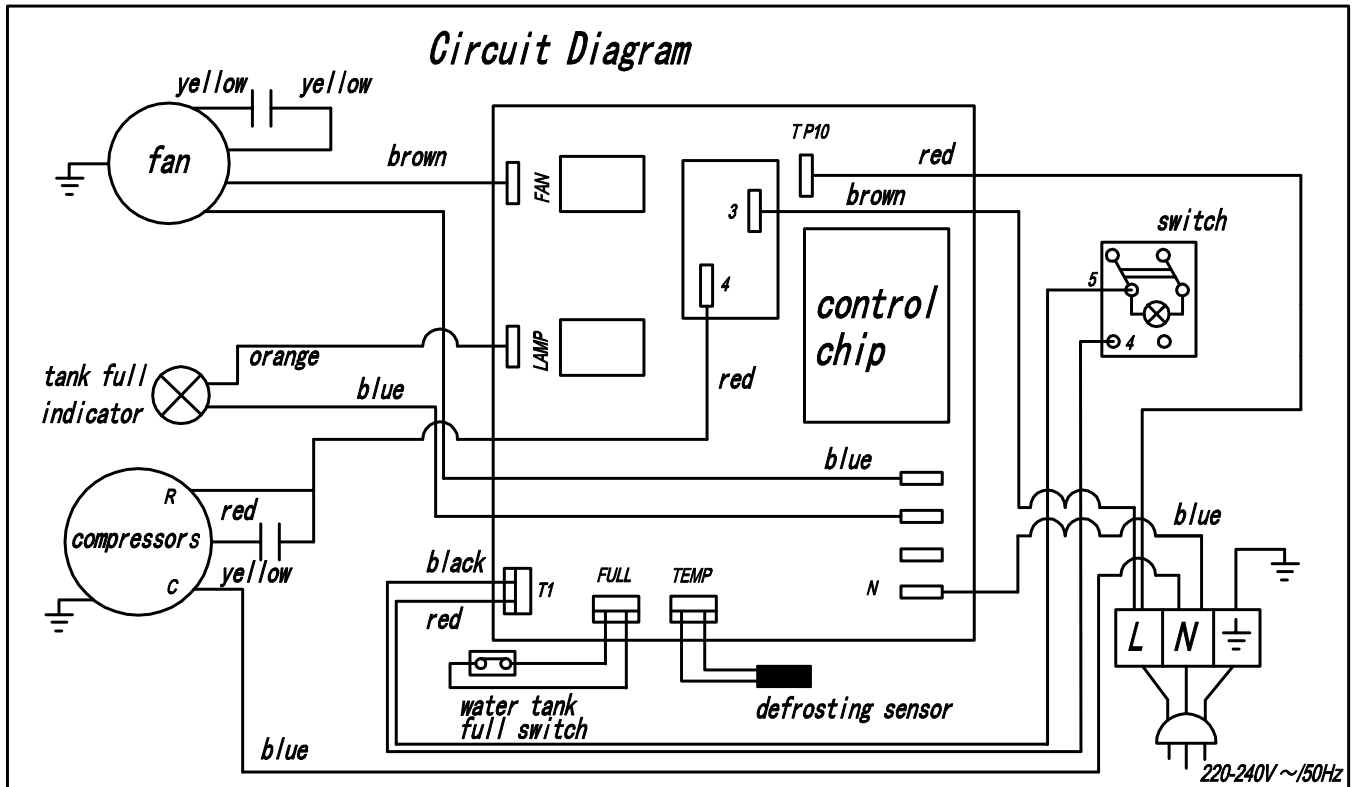 Circuit Diagram
yellow
yellow
fan
brown
FAN
TP10
red
brown
3
4
switch
5
4
control
chip
LAMP
orange
tank full
indicator
blue
red
blue
R
red
compressors
yellow
C
black
T1
red
FULL
TEMP
N
blue
water tank
full switch
defrosting sensor
L
N
blue
220-240V～/50Hz